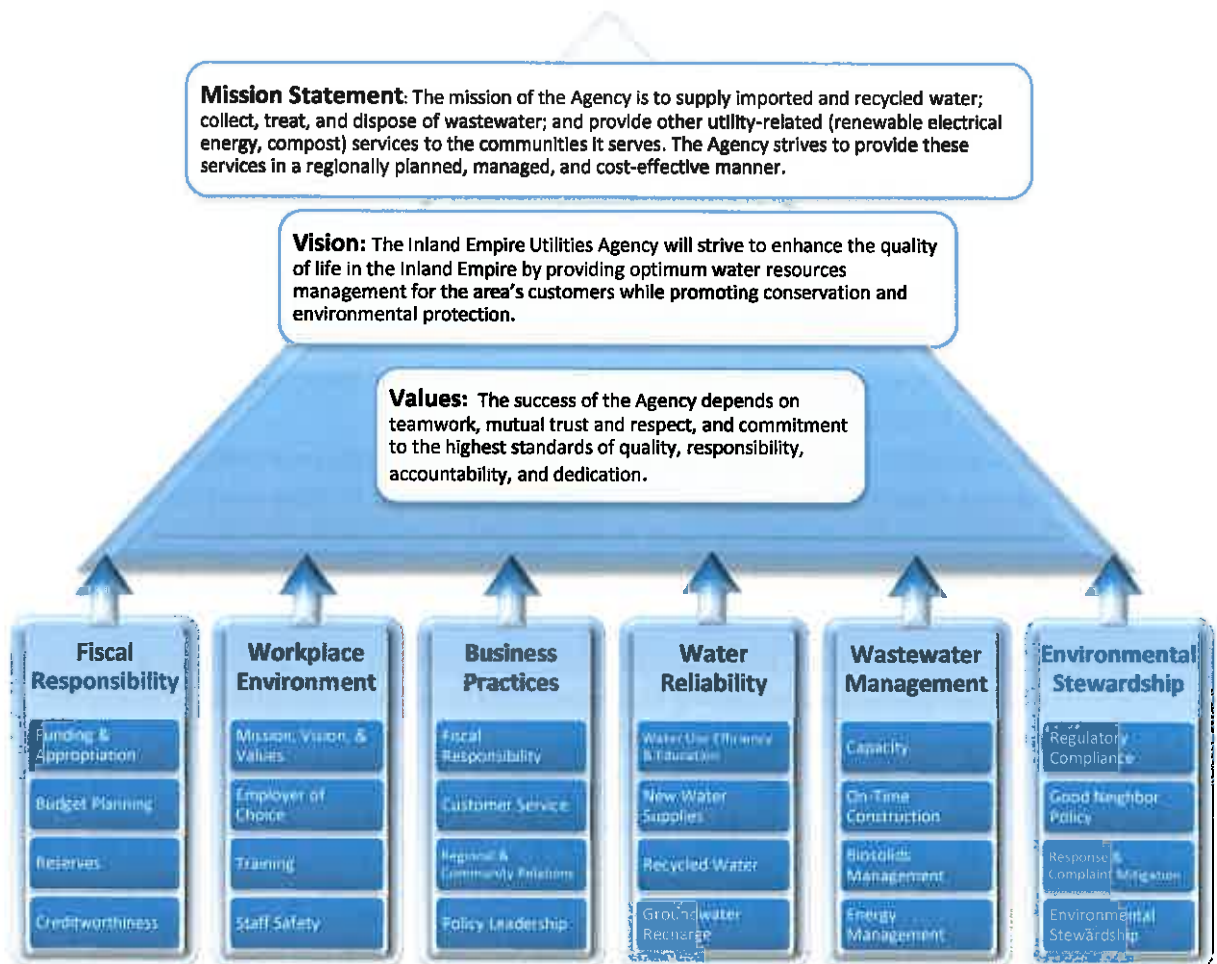 Mission Statement: The mission of the Agency is to supply imported and recycled water;
collect, treat, and dispose of wastewater; and provide other utility-related (renewable electrical
energy, compost) services to the communities it serves. The Agency strives to provide these
services in a regionally planned, managed, and cost-effective manner.
Vision: The Inland Empire Utilities Agency will strive to enhance the quality
of life in the Inland Empire by providing optimum water resources
management for the area's customers while promoting conservation and
environmental protection.
Values: The success of the Agency depends on
teamwork, mutual trust and respect, and commitment
to the highest standards of quality, responsibility,
accountability, and dedication.
Fiscal
Responsibility
Funding &
Appropriation
Budget Planning
Reserves
Creditworthiness
Workplace
Environment
Mission, Vision, &
Values
Employer of
Choice
Training
Staff Safety
Business
Practices
Fiscal
Responsibility
Customer Service
Regional &
Community Relations
Policy Leadership
Water
Reliability
Water Use Efficiency
& Education
New Water
Supplies
Recycled Water
Groundwater
Recharge
Wastewater
Management
Capacity
On-Time
Construction
Biosolids
Management
Energy
Management
Environmental
Stewardship
Regulatory
Compliance
Good Neighbor
Policy
Response &
Complaint Mitigation
Environmental
Stewardship